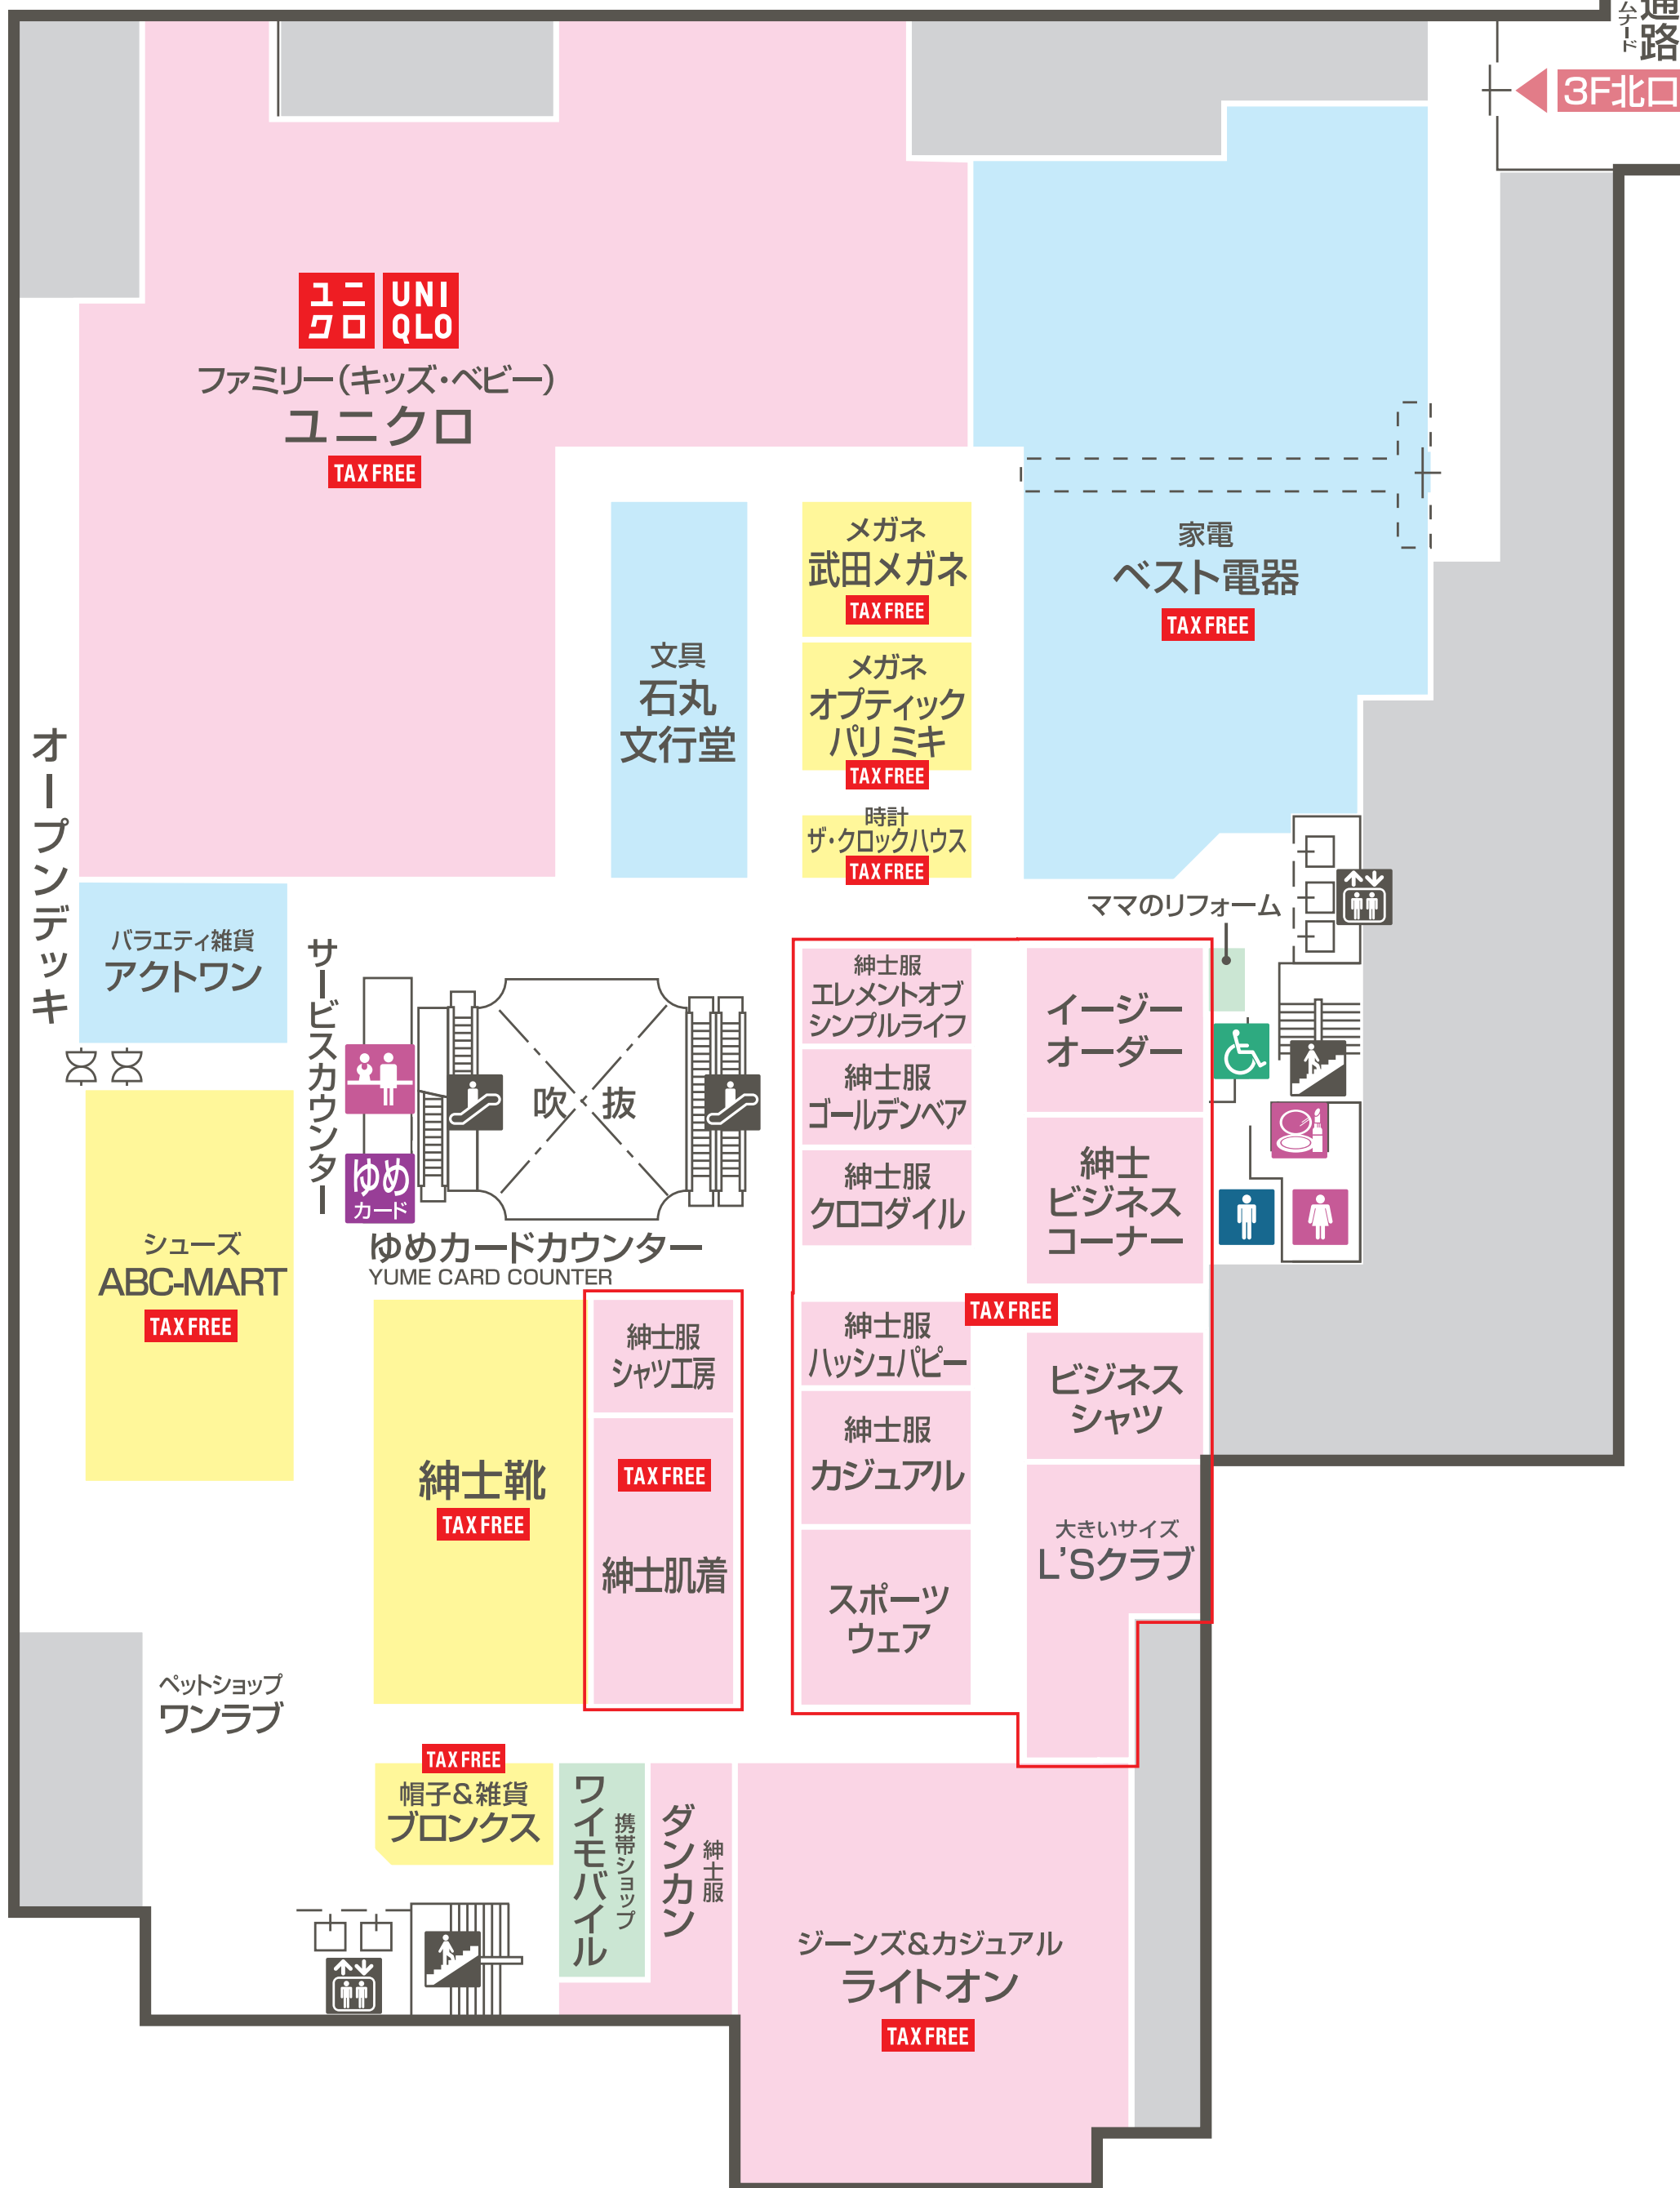 通路
ムナード
3F北口
ユニ
クロ
UNI
QLO
ファミリー（キッズ・ベビー）
ユニクロ
TAX FREE
文具
石丸
文行堂
メガネ
武田メガネ
TAX FREE
メガネ
オプティック
パリ ミキ
TAX FREE
時計
ザ・クロックハウス
TAX FREE
家電
ベスト電器
TAX FREE
オープンデッキ
バラエティ雑貨
アクトワン
サービスカウンター
ゆめ
カード
吹 抜
ゆめカードカウンター
YUME CARD COUNTER
ママのリフォーム
紳士服
エレメントオブ
シンプルライフ
紳士服
ゴールデンベア
紳士服
クロコダイル
イージー
オーダー
紳士
ビジネス
コーナー
TAX FREE
シューズ
ABC-MART
TAX FREE
紳士靴
TAX FREE
紳士服
シャツ工房
TAX FREE
紳士肌着
紳士服
ハッシュパピー
紳士服
カジュアル
スポーツ
ウェア
ビジネス
シャツ
大きいサイズ
L'Sクラブ
ペットショップ
ワンラブ
TAX FREE
帽子＆雑貨
ブロンクス
携帯ショップ
ワイモバイル
紳士服
ダンカン
ジーンズ＆カジュアル
ライトオン
TAX FREE